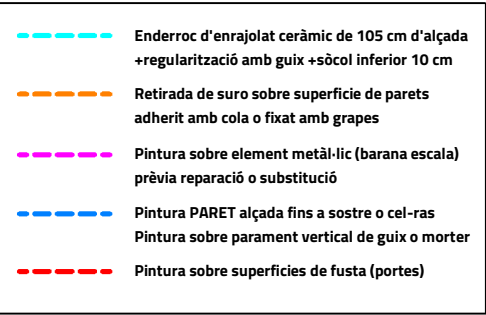 Enderroc d'enrajolat ceràmic de 105 cm d'alçada
+regularització amb guix +sòcol inferior 10 cm
Retirada de suro sobre superficie de parets
adherit amb cola o fixat amb grapes
Pintura sobre element metàl·lic (barana escala)
prèvia reparació o substitució
Pintura PARET alçada fins a sostre o cel-ras
Pintura sobre parament vertical de guix o morter
Pintura sobre superficies de fusta (portes)